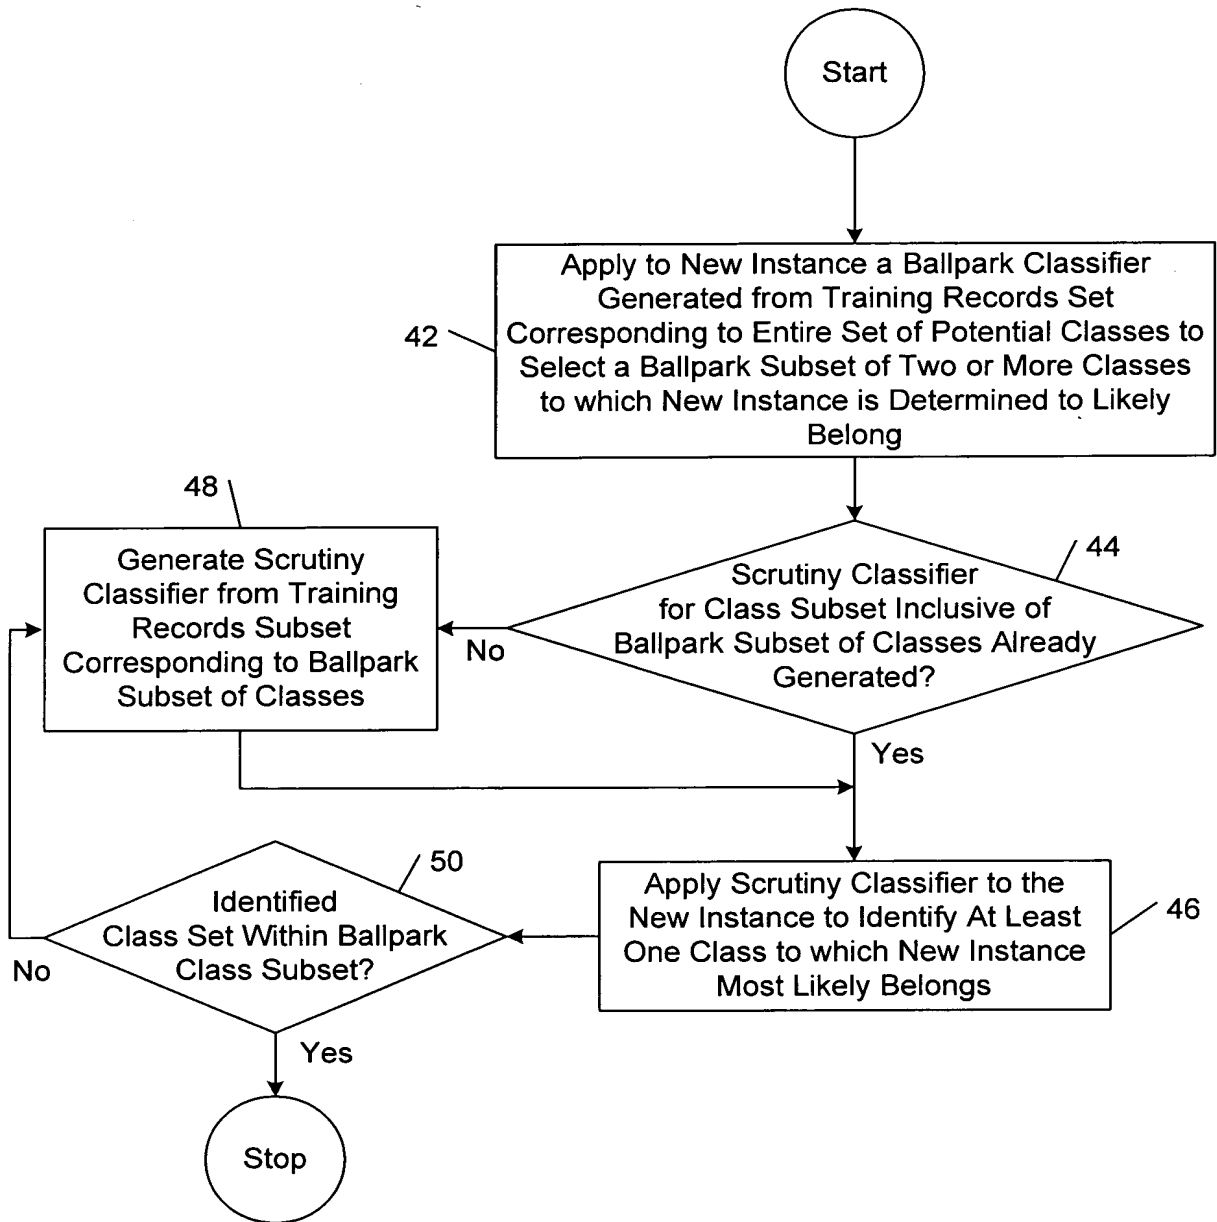 Start
Apply to New Instance a Ballpark Classifier
Generated from Training Records Set
Corresponding to Entire Set of Potential Classes to
Select a Ballpark Subset of Two or More Classes
to which New Instance is Determined to Likely
Belong
42
48
Generate Scrutiny
Classifier from Training
Records Subset
Corresponding to Ballpark
Subset of Classes
44
Scrutiny Classifier
for Class Subset Inclusive of
Ballpark Subset of Classes Already
Generated?
No
Yes
50
Identified
Class Set Within Ballpark
Class Subset?
No
Yes
Apply Scrutiny Classifier to the
New Instance to Identify At Least
One Class to which New Instance
Most Likely Belongs
46
Stop